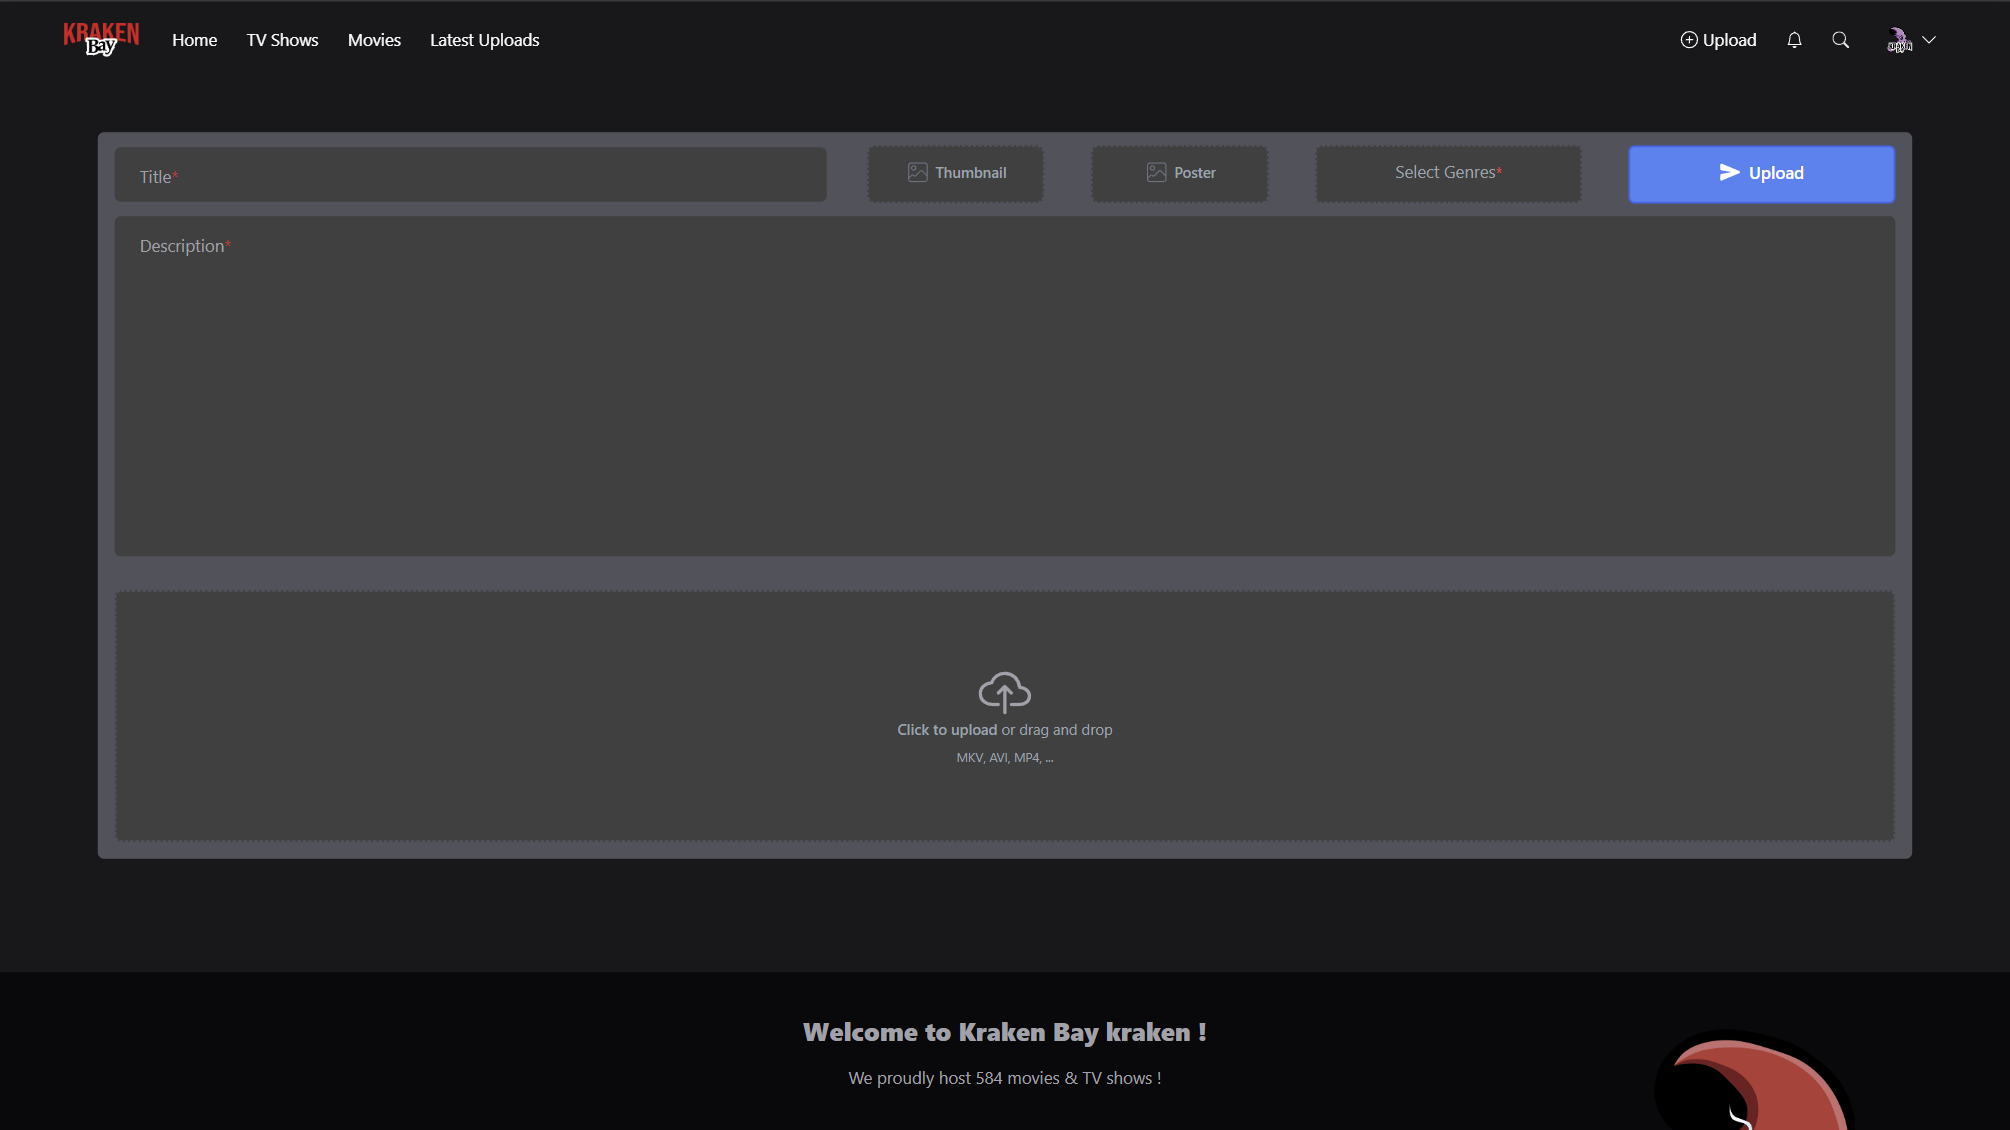 KRAKEN
Bay
Home TV Shows Movies Latest Uploads
Upload
Title*
Thumbnail
Poster
Select Genres*
Upload
Description*
Click to upload or drag and drop
MKV, AVI, MP4, ...
Welcome to Kraken Bay kraken !
We proudly host 584 movies & TV shows !